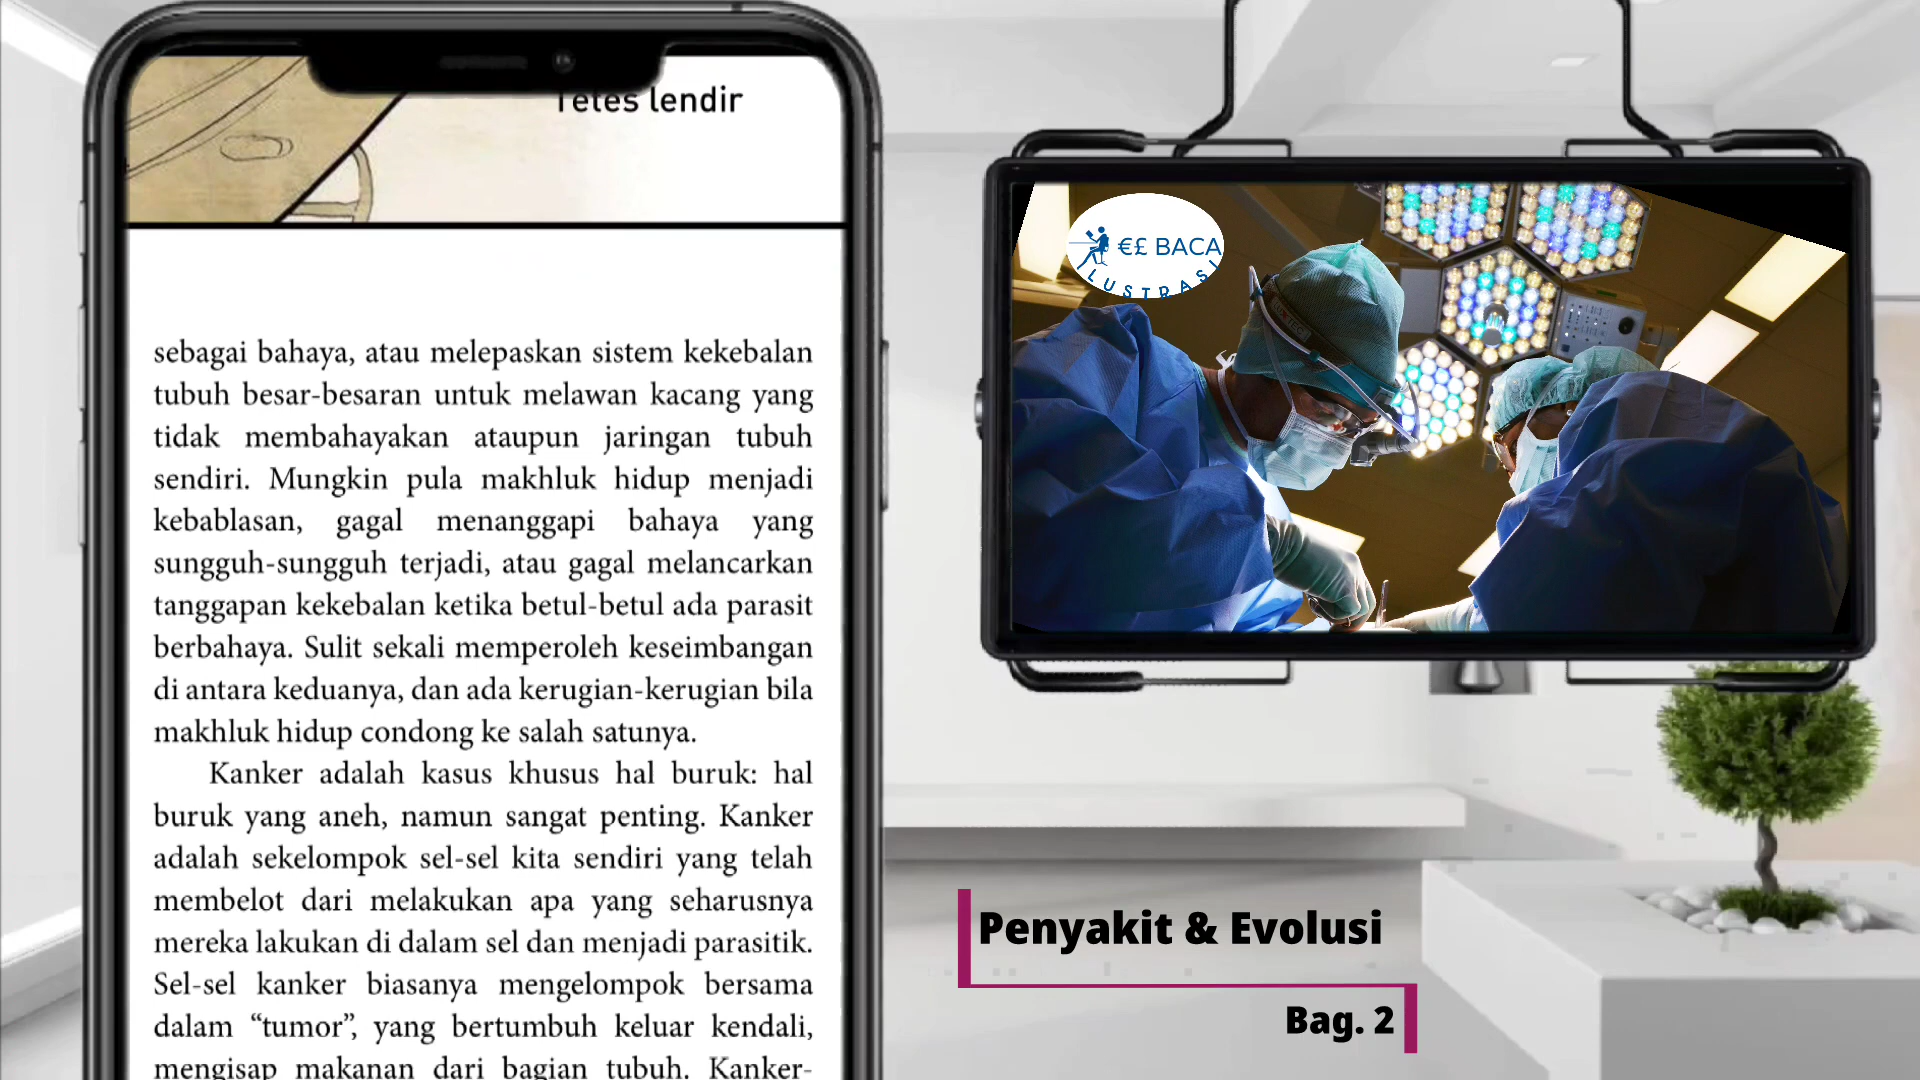 Tetes lendir
sebagai bahaya, atau melepaskan sistem kekebalan
tubuh besar-besaran untuk melawan kacang yang
tidak membahayakan ataupun jaringan tubuh
sendiri. Mungkin pula makhluk hidup menjadi
kebablasan, gagal menanggapi bahaya yang
sungguh-sungguh terjadi, atau gagal melancarkan
tanggapan kekebalan ketika betul-betul ada parasit
berbahaya. Sulit sekali memperoleh keseimbangan
di antara keduanya, dan ada kerugian-kerugian bila
makhluk hidup condong ke salah satunya.
Kanker adalah kasus khusus hal buruk: hal
buruk yang aneh, namun sangat penting. Kanker
adalah sekelompok sel-sel kita sendiri yang telah
membelot dari melakukan apa yang seharusnya
mereka lakukan di dalam sel dan menjadi parasitik.
Sel-sel kanker biasanya mengelompok bersama
dalam “tumor”, yang bertumbuh keluar kendali,
mengisap makanan dari bagian tubuh. Kanker-
€£ BACA
ILUSTRASI
Penyakit & Evolusi
Bag. 2